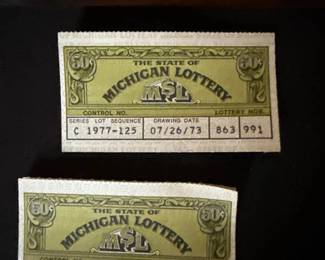 50¢ THE STATE OF 50¢
MICHIGAN LOTTERY
MSL
CONTROL NO. LOTTERY NOS.
SERIES LOT SEQUENCE DRAWING DATE
C 1977-125 07/26/73 863 991
50¢ THE STATE OF 50¢
MICHIGAN LOTTERY
MSL